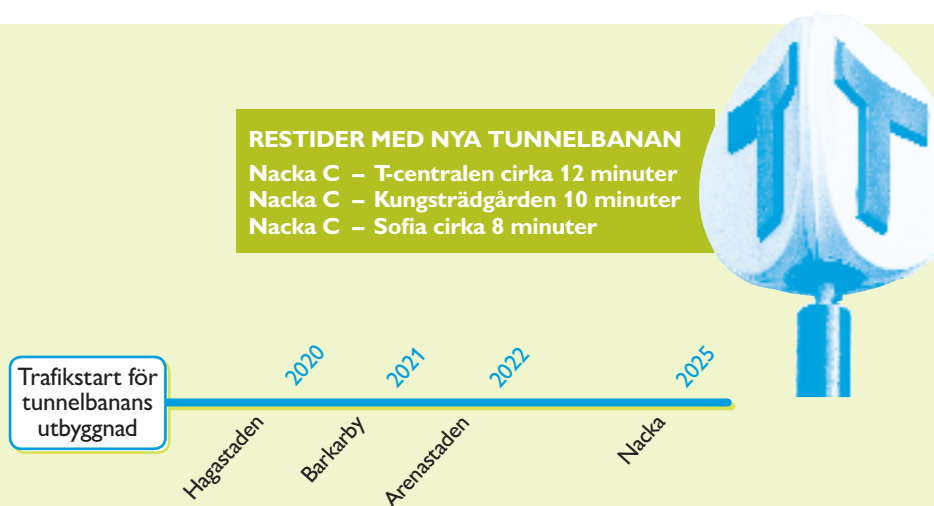 TT
RESTIDER MED NYA TUNNELBANAN
Nacka C – T-centralen cirka 12 minuter
Nacka C – Kungsträdgården 10 minuter
Nacka C – Sofia cirka 8 minuter
Trafikstart för
tunnelbanans
utbyggnad
2020
2021
2022
2025
Hagastaden
Barkarby
Arenastaden
Nacka